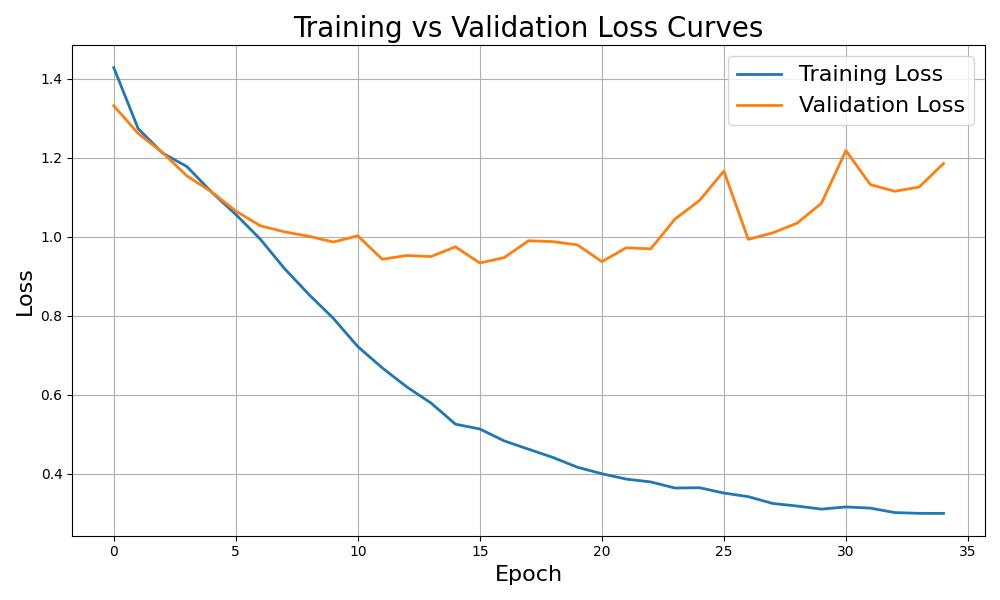 Training vs Validation Loss Curves
Training Loss
Validation Loss
1.4
1.2
1.0
0.8
0.6
0.4
Loss
0 5 10 15 20 25 30 35
Epoch